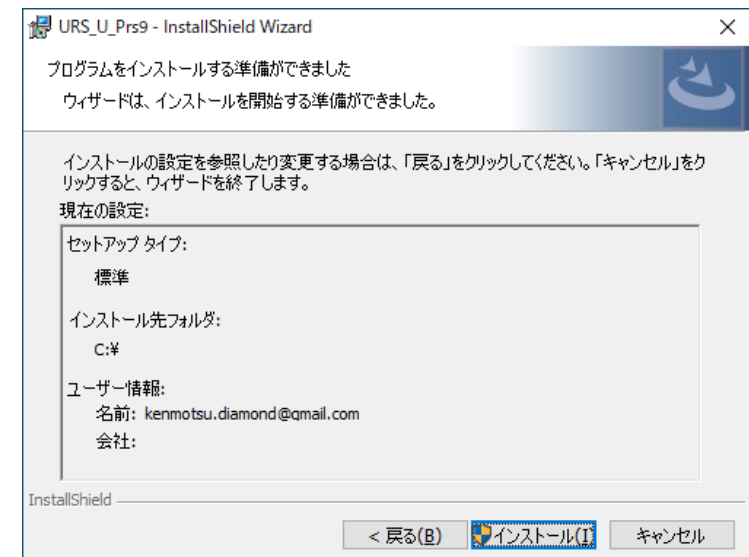 URS_U_Prs9 - InstallShield Wizard
プログラムをインストールする準備ができました
ウィザードは、インストールを開始する準備ができました。
インストールの設定を参照したり変更する場合は、「戻る」をクリックしてください。「キャンセル」をク
リックすると、ウィザードを終了します。
現在の設定:
セットアップ タイプ:
標準
インストール先フォルダ:
C:¥
ユーザー情報:
名前: kenmotsu.diamond@gmail.com
会社:
InstallShield
< 戻る(B) インストール(I) キャンセル